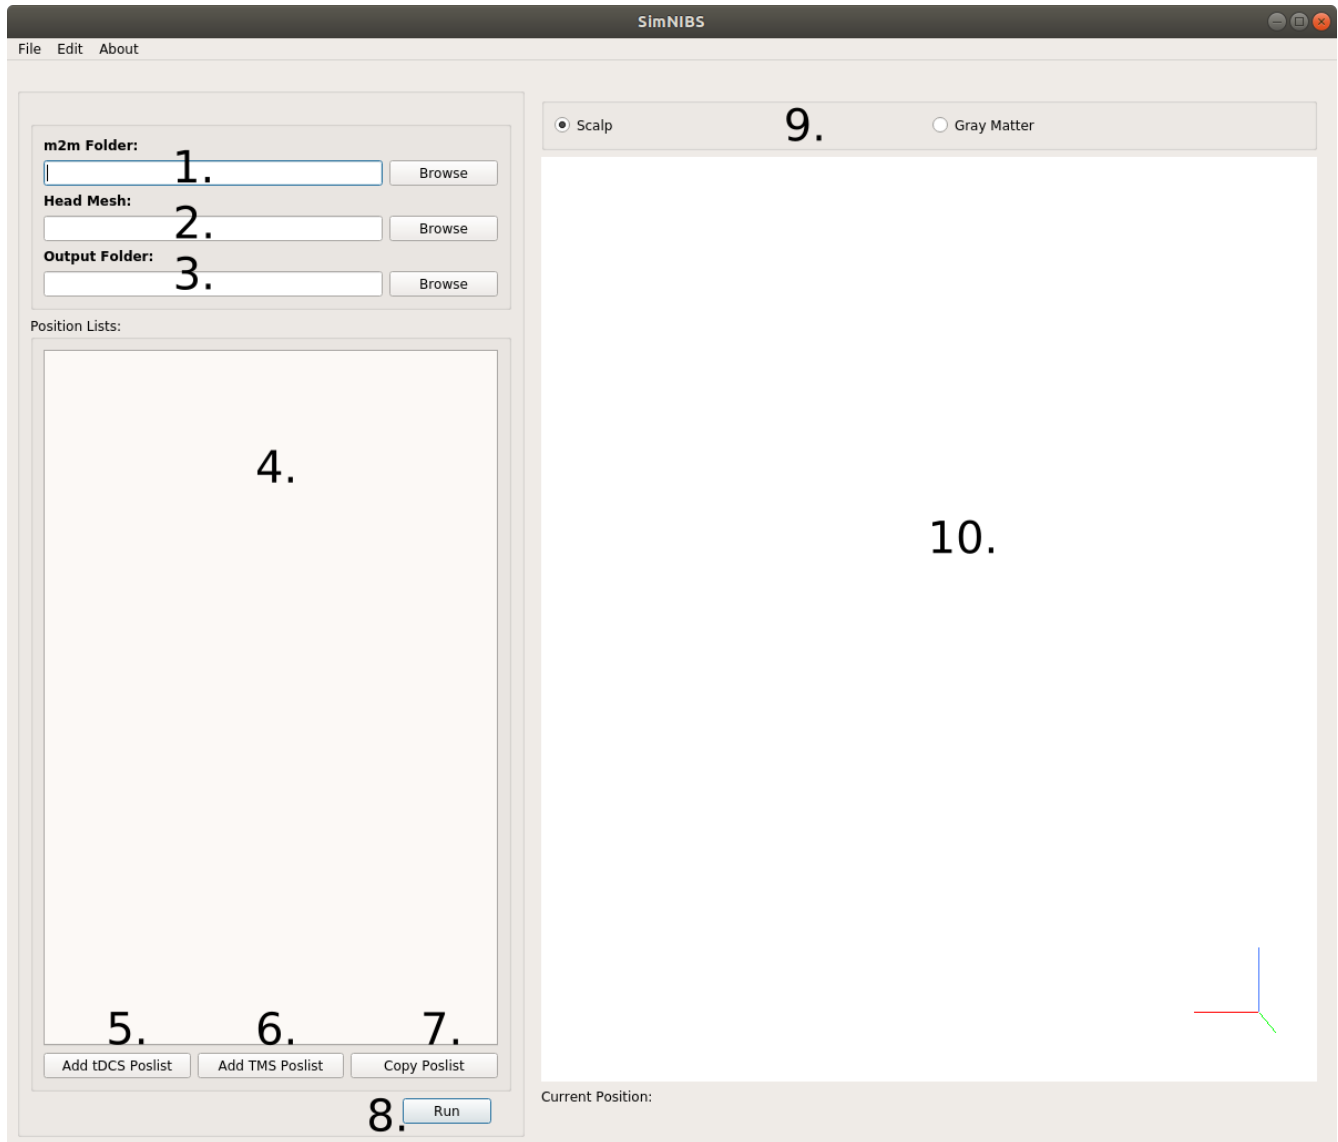 SimNIBS
File Edit About
m2m Folder:
1.
Browse
Head Mesh:
2.
Browse
Output Folder:
3.
Browse
Position Lists:
4.
5. 6. 7.
Add tDCS Poslist Add TMS Poslist Copy Poslist
8. Run
Scalp 9. Gray Matter
10.
Current Position: